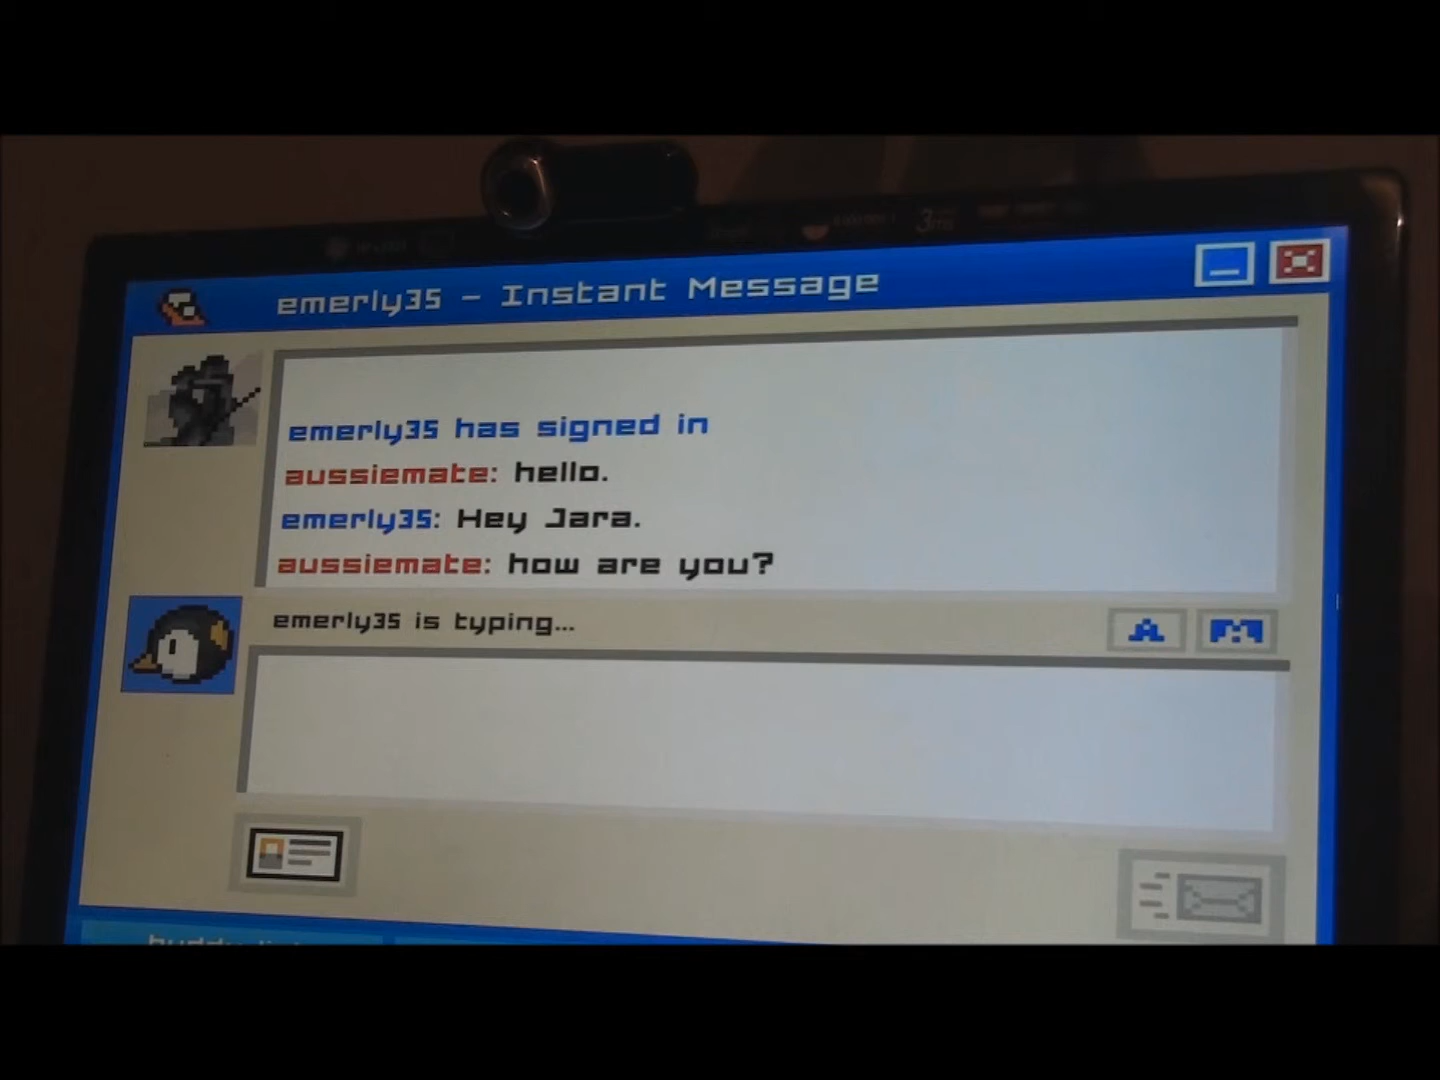 3ms
emerly35 - Instant Message
emerly35 has signed in
aussiemate: hello.
emerly35: Hey Jara.
aussiemate: how are you?
emerly35 is typing...